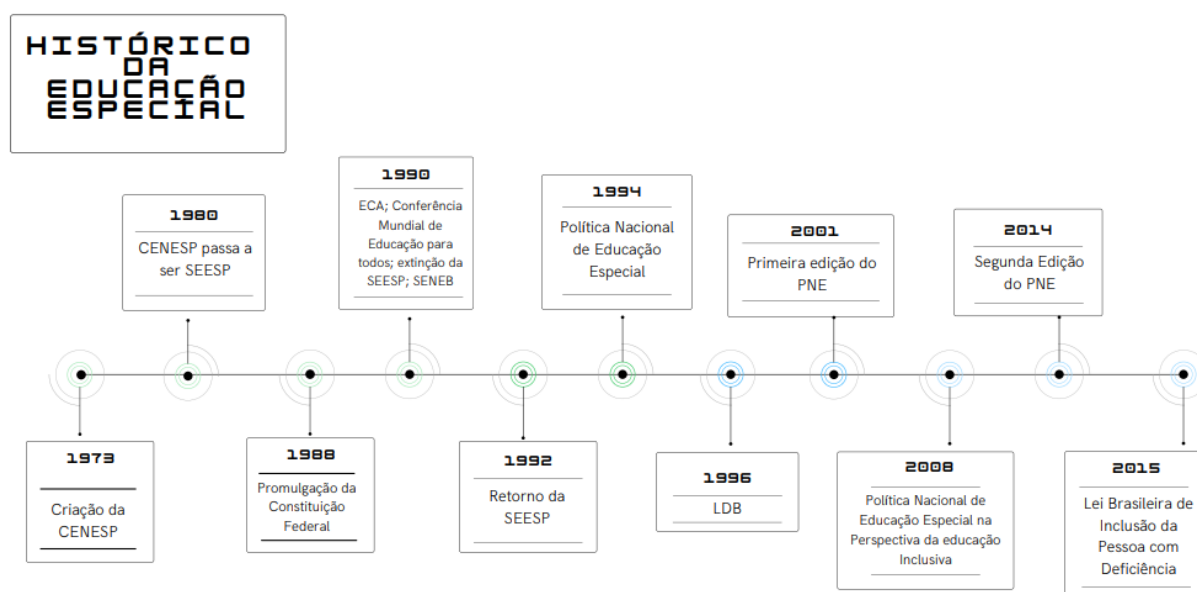 HISTÓRICO
DA
EDUCAÇÃO
ESPECIAL
1973
Criação da
CENESP
1980
CENESP passa a
ser SEESP
1988
Promulgação da
Constituição
Federal
1990
ECA; Conferência
Mundial de
Educação para
todos; extinção da
SEESP; SENEB
1992
Retorno da
SEESP
1994
Política Nacional
de Educação
Especial
1996
LDB
2001
Primeira edição do
PNE
2008
Política Nacional de
Educação Especial na
Perspectiva da educação
Inclusiva
2014
Segunda Edição
do PNE
2015
Lei Brasileira de
Inclusão da
Pessoa com
Deficiência